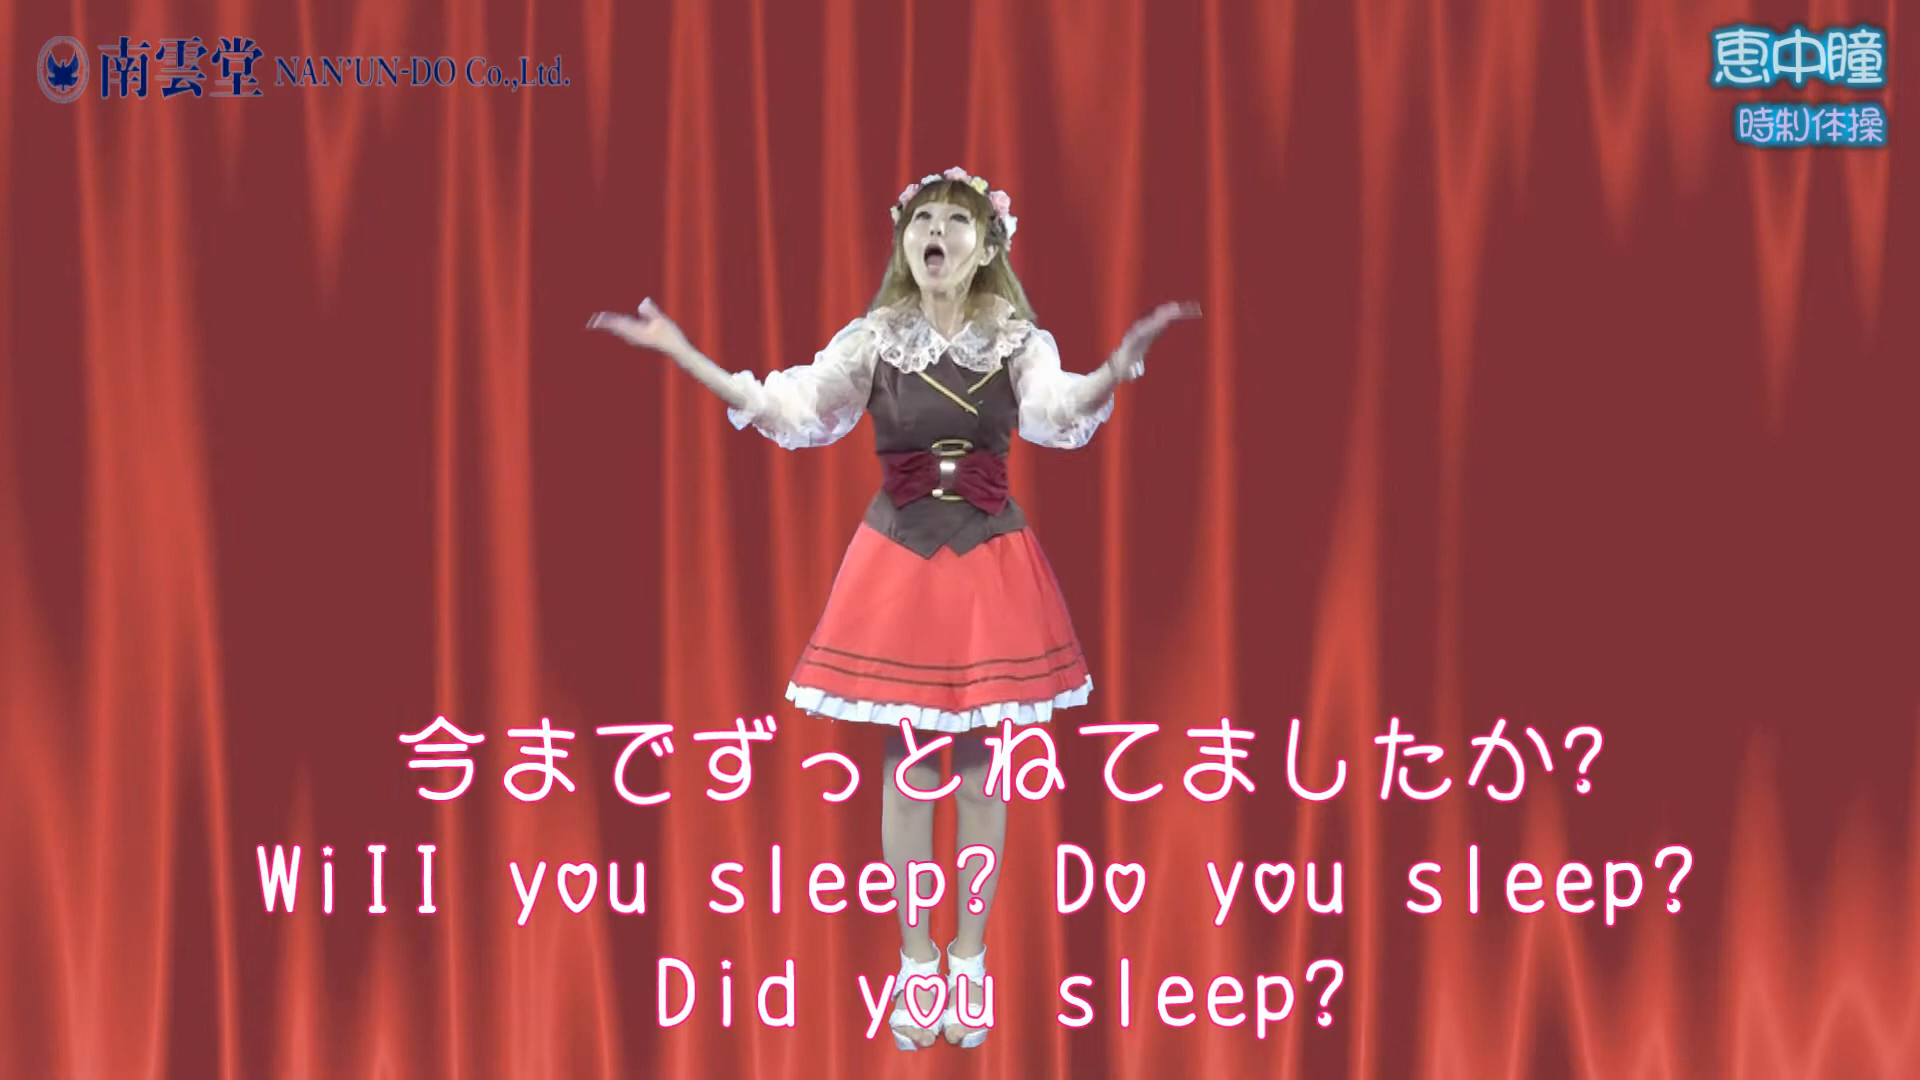 南雲堂 NAN'UN-DO Co.,Ltd.
恵中瞳
時制体操
今までずっとねてましたか?
Will you sleep? Do you sleep?
Did you sleep?